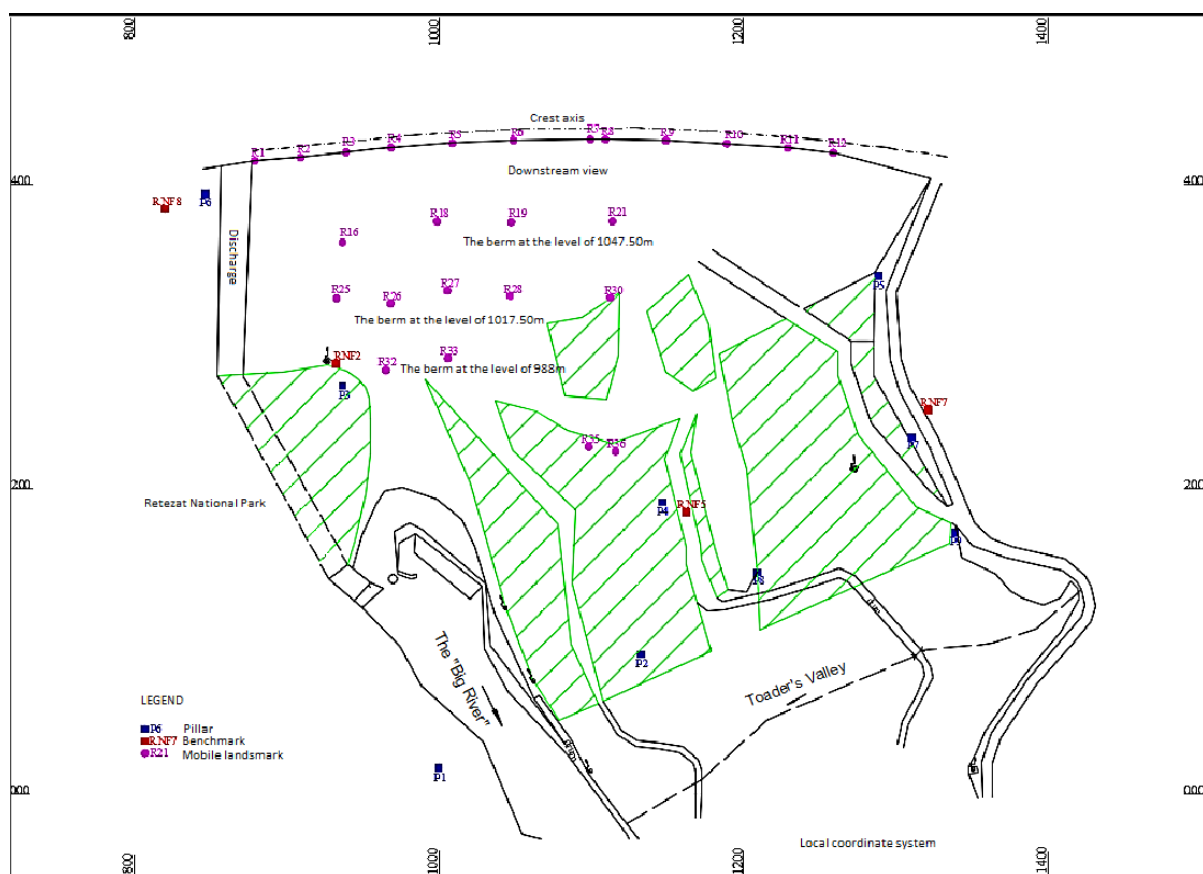 800 1000 1200 1400
Crest axis
R1 R2 R3 R4 R5 R6 R7 R8 R9 R10 R11 R12
Downstream view
400 400
RNF8 P6
R18 R19 R21
R16
The berm at the level of 1047.50m
Discharge
P5
R25 R26 R27 R28 R30
The berm at the level of 1017.50m
RNF2 R32 R33
The berm at the level of 988m
P3
RNF7
P7
R35 R36
200 200
Retezat National Park
P4 RNF5
P9
P8
The "Big River"
P2
Toader's Valley
LEGEND
P6 Pillar
RNF7 Benchmark
R21 Mobile landsmark
P1
000 000
Local coordinate system
800 1000 1200 1400